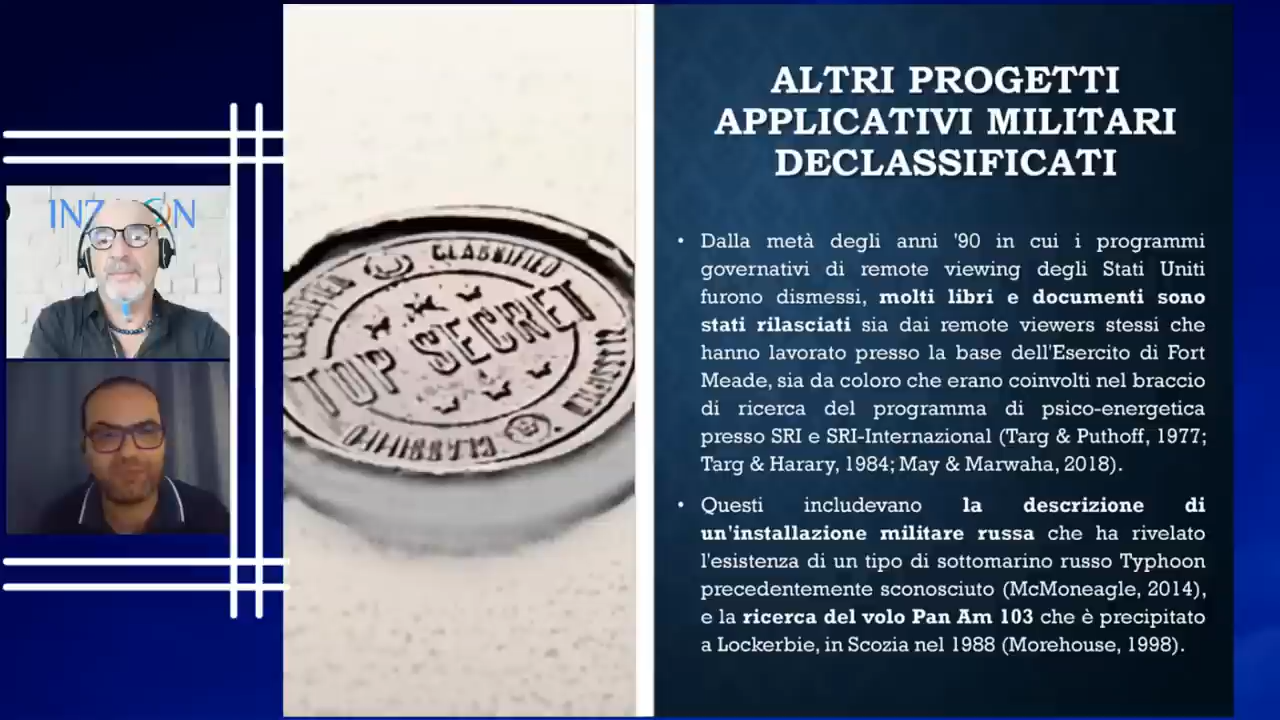 ALTRI PROGETTI
APPLICATIVI MILITARI
DECLASSIFICATI
• Dalla metà degli anni '90 in cui i programmi
governativi di remote viewing degli Stati Uniti
furono dismessi, molti libri e documenti sono
stati rilasciati sia dai remote viewers stessi che
hanno lavorato presso la base dell'Esercito di Fort
Meade, sia da coloro che erano coinvolti nel braccio
di ricerca del programma di psico-energetica
presso SRI e SRI-Internazional (Targ & Puthoff, 1977;
Targ & Harary, 1984; May & Marwaha, 2018).
• Questi includevano la descrizione di
un'installazione militare russa che ha rivelato
l'esistenza di un tipo di sottomarino russo Typhoon
precedentemente sconosciuto (McMoneagle, 2014),
e la ricerca del volo Pan Am 103 che è precipitato
a Lockerbie, in Scozia nel 1988 (Morehouse, 1998).
CLASSIFIED
CLASSIFIED
TOP SECRET
CLASSIFIED
CLASSIFIED